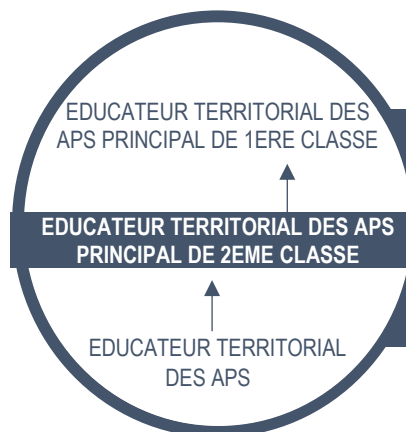 EDUCATEUR TERRITORIAL DES
APS PRINCIPAL DE 1ERE CLASSE
EDUCATEUR TERRITORIAL DES APS
PRINCIPAL DE 2EME CLASSE
EDUCATEUR TERRITORIAL
DES APS